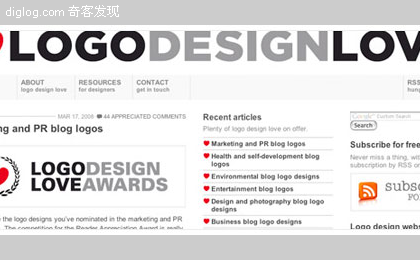 diglog.com 奇客发现
LOGODESIGNLOVE
ABOUT
logo design love
RESOURCES
for designers
CONTACT
get in touch
RSS
MAR 17, 2008 44 APPRECIATED COMMENTS
and PR blog logos
LOGODESIGN
LOVEAWARDS
the logo designs you've nominated in the marketing and PR
The competition for the Reader Appreciation Award is really
Recent articles
Plenty of logo design love on offer.
Marketing and PR blog logos
Health and self-development blog
logos
Environmental blog logo designs
Entertainment blog logos
Design and photography blog logo
designs
Business blog logo designs
Google™ Custom Search
Search
Subscribe for free
Never miss a thing,
subscription by RSS or
Logo design